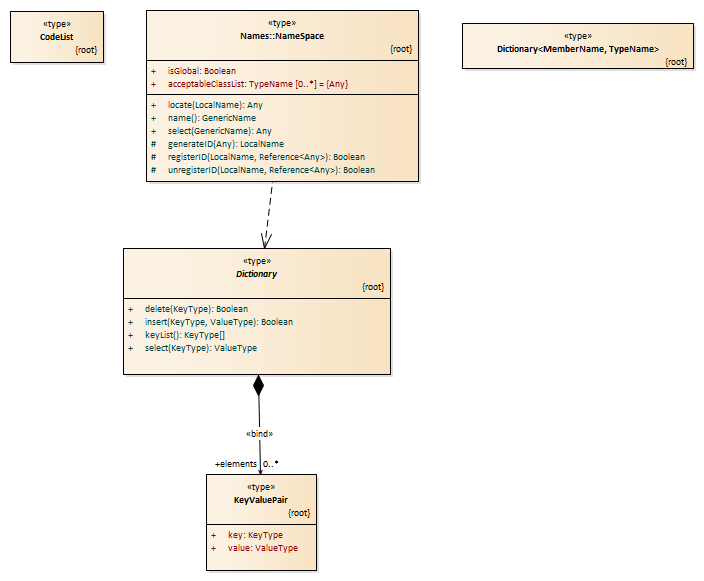 «type»
CodeList
{root}
«type»
Names::NameSpace
{root}
+ isGlobal: Boolean
+ acceptableClassList: TypeName [0..*] = {Any}
+ locate(LocalName): Any
+ name(): GenericName
+ select(GenericName): Any
# generateID(Any): LocalName
# registerID(LocalName, Reference<Any>): Boolean
# unregisterID(LocalName, Reference<Any>): Boolean
«type»
Dictionary<MemberName, TypeName>
{root}
«type»
Dictionary
{root}
+ delete(KeyType): Boolean
+ insert(KeyType, ValueType): Boolean
+ keyList(): KeyType[]
+ select(KeyType): ValueType
«bind»
+elements 0..*
«type»
KeyValuePair
{root}
+ key: KeyType
+ value: ValueType